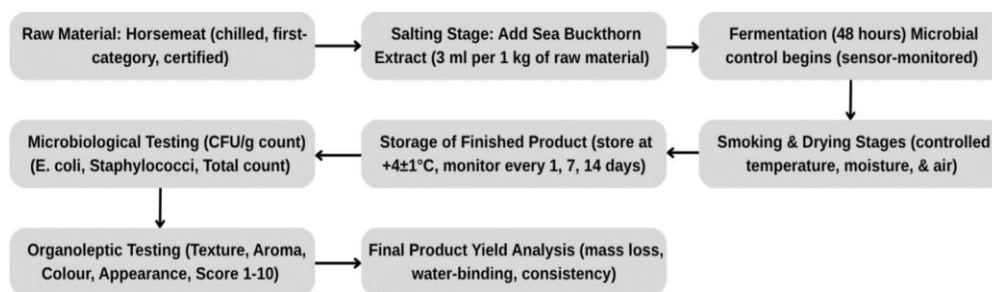 Raw Material: Horsemeat (chilled, first-
category, certified)
Salting Stage: Add Sea Buckthorn
Extract (3 ml per 1 kg of raw material)
Fermentation (48 hours) Microbial
control begins (sensor-monitored)
Smoking & Drying Stages (controlled
temperature, moisture, & air)
Storage of Finished Product (store at
+4±1°C, monitor every 1, 7, 14 days)
Microbiological Testing (CFU/g count)
(E. coli, Staphylococci, Total count)
Organoleptic Testing (Texture, Aroma,
Colour, Appearance, Score 1-10)
Final Product Yield Analysis (mass loss,
water-binding, consistency)